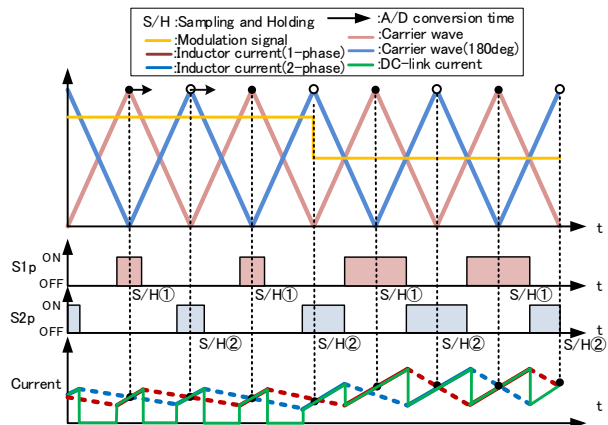 S/H :Sampling and Holding
:A/D conversion time
:Modulation signal
:Carrier wave
:Inductor current(1-phase)
:Carrier wave(180deg)
:Inductor current(2-phase)
:DC-link current
t
S1p
ON
OFF
S/H①
S/H①
S/H①
S/H①
t
S2p
ON
OFF
S/H②
S/H②
S/H②
S/H②
t
Current
t